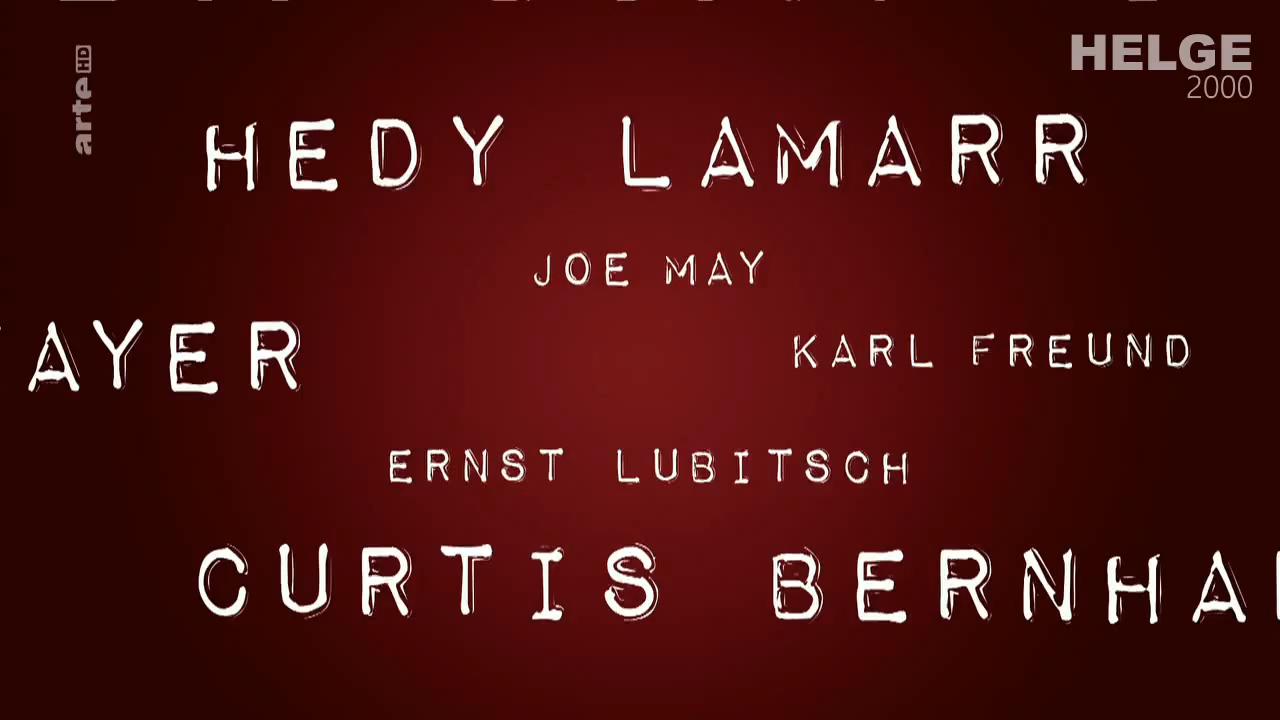 HELGE
2000
arte HD
HEDY LAMARR
JOE MAY
AYER
KARL FREUND
ERNST LUBITSCH
CURTIS BERNHA